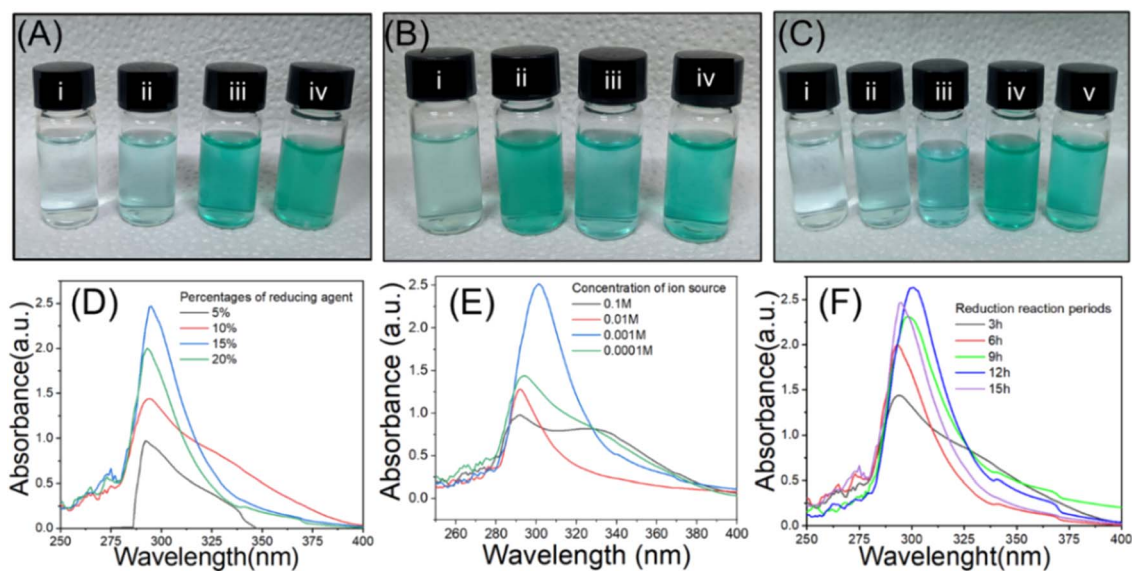 (A)
i ii iii iv
(B)
i ii iii iv
(C)
i ii iii iv v
(D)
Percentages of reducing agent
5%
10%
15%
20%
Absorbance(a.u.)
2.5
2.0
1.5
1.0
0.5
0.0
250 275 300 325 350 375 400
Wavelength(nm)
(E)
Concentration of ion source
0.1M
0.01M
0.001M
0.0001M
Absorbance (a.u.)
2.5
2.0
1.5
1.0
0.5
0.0
260 280 300 320 340 360 380 400
Wavelength (nm)
(F)
Reduction reaction periods
3h
6h
9h
12h
15h
Absorbance(a.u.)
2.5
2.0
1.5
1.0
0.5
0.0
250 275 300 325 350 375 400
Wavelenght(nm)